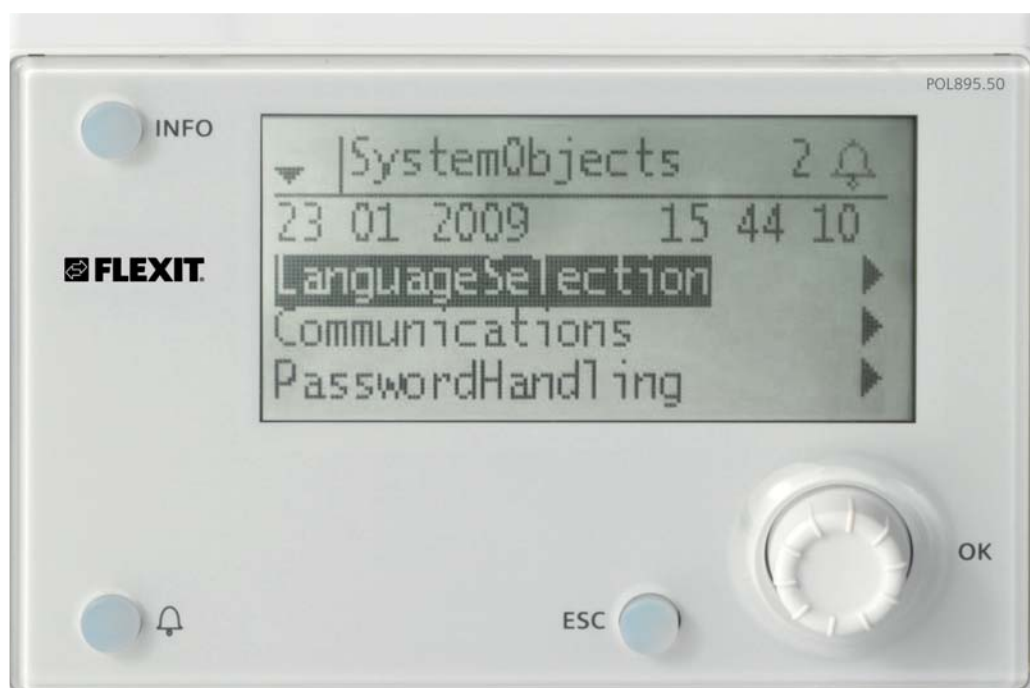 POL895.50
INFO
SystemObjects 2
23 01 2009 15 44 10
FLEXIT
LanguageSelection
Communications
PasswordHandling
OK
ESC